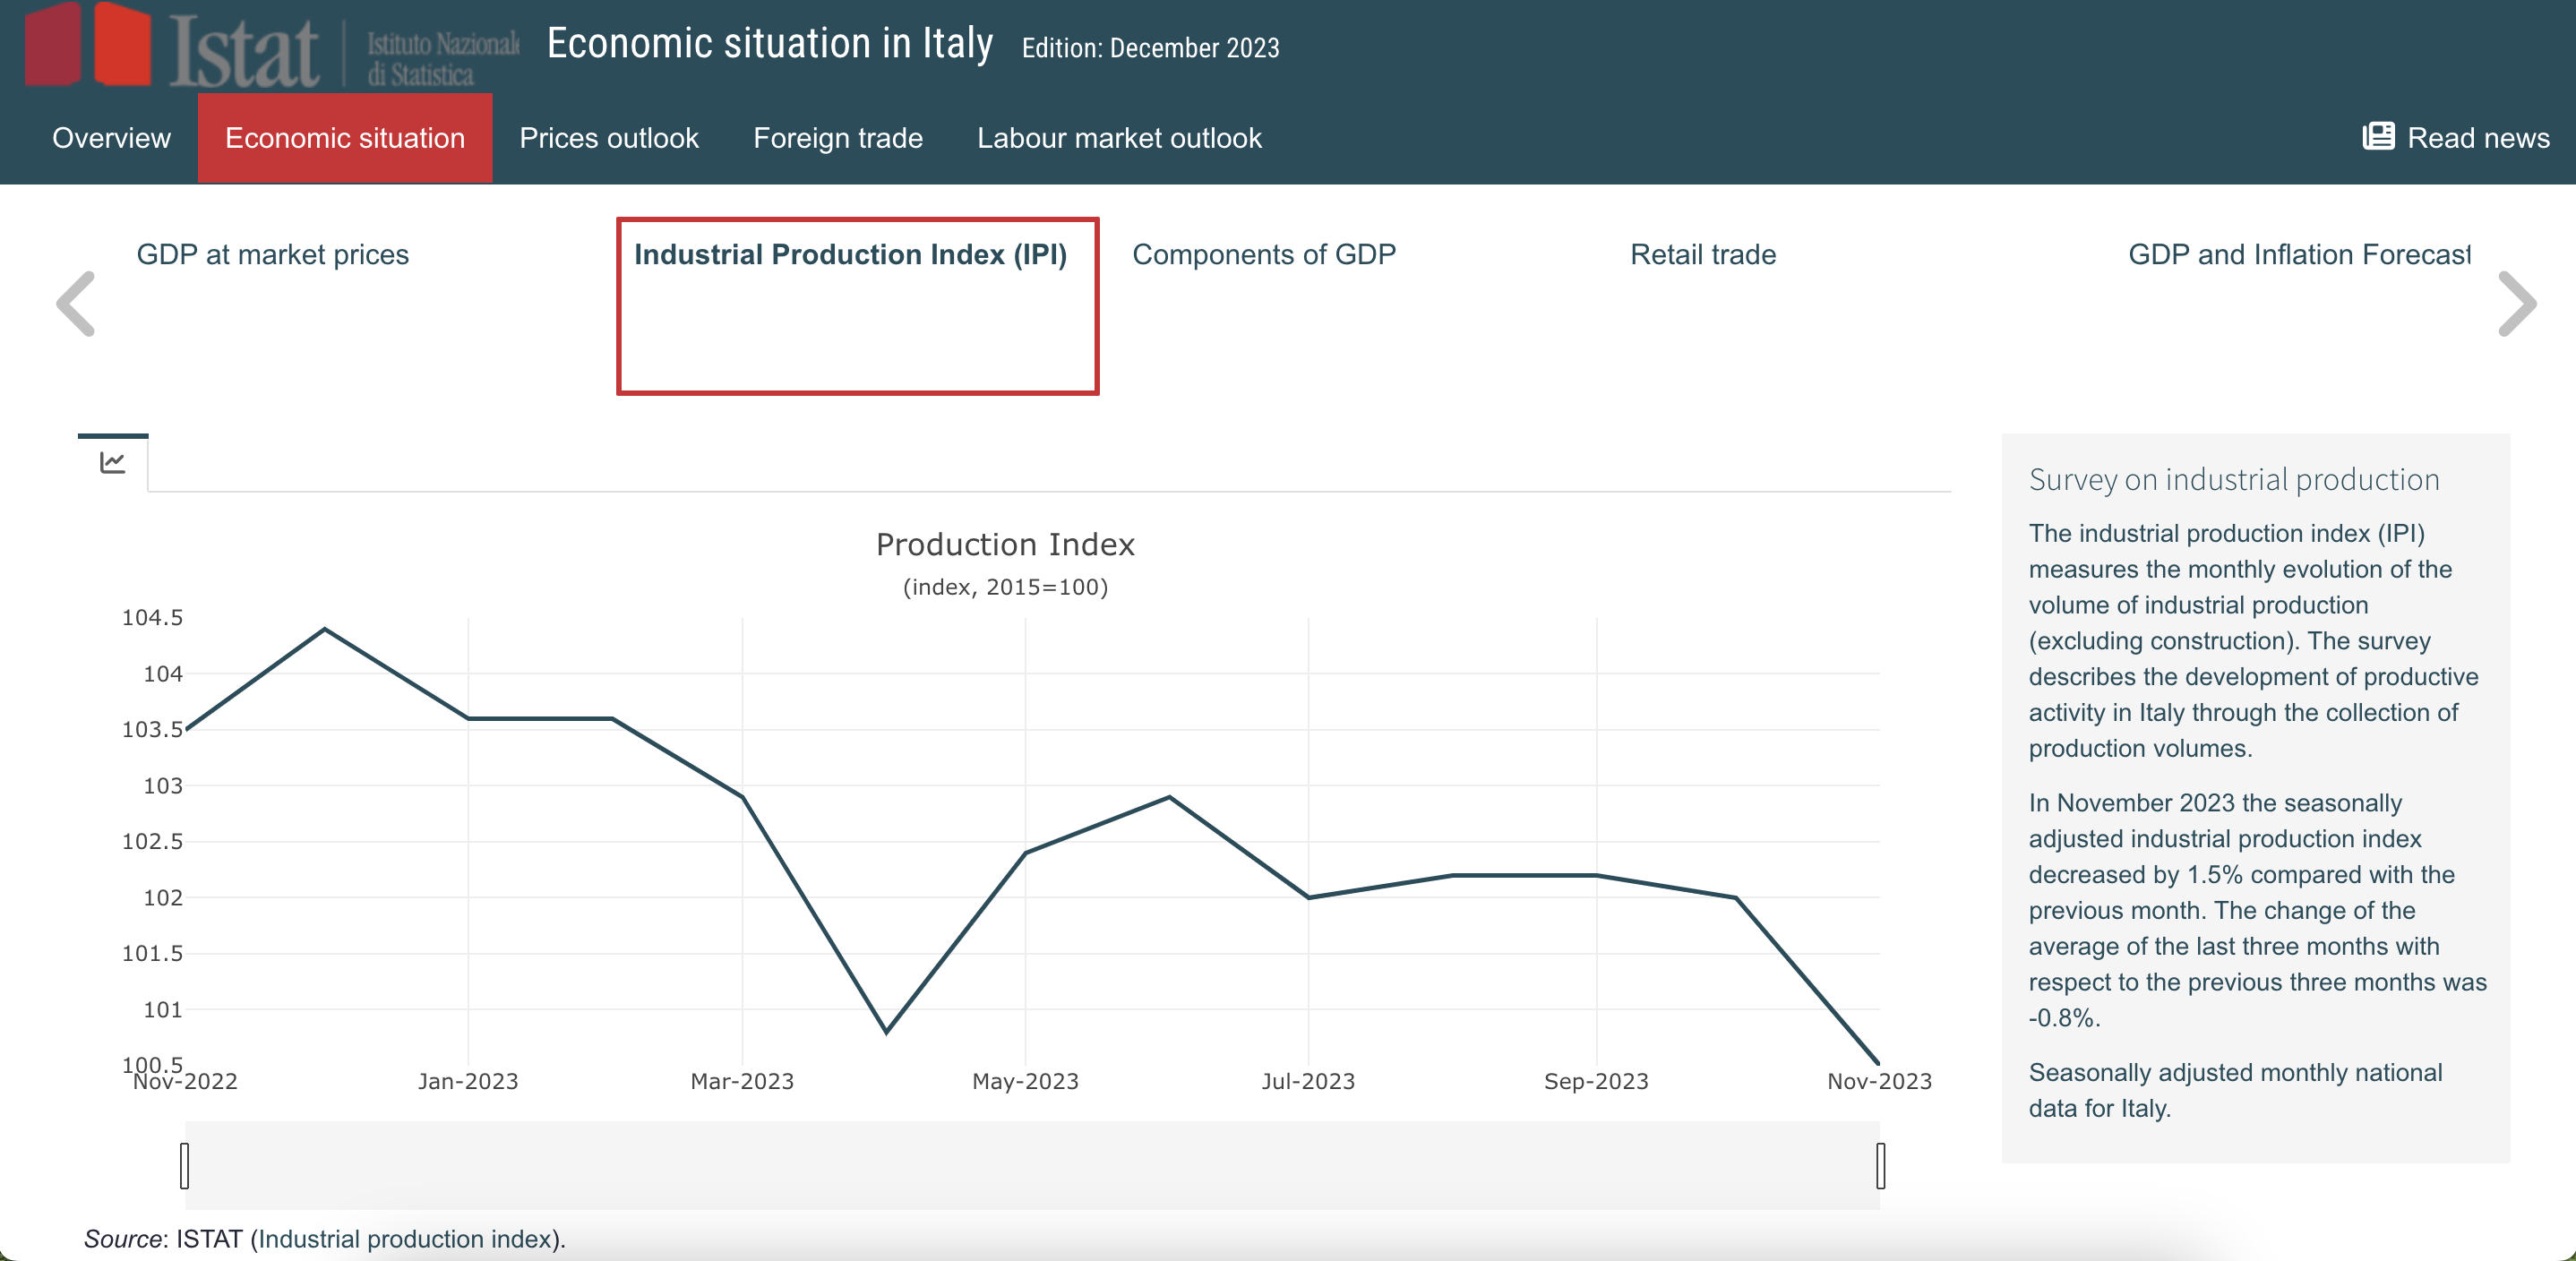 Istat
Istituto Nazionale
di Statistica
Economic situation in Italy Edition: December 2023
Overview Economic situation Prices outlook Foreign trade Labour market outlook Read news
GDP at market prices Industrial Production Index (IPI) Components of GDP Retail trade GDP and Inflation Forecast
Production Index
(index, 2015=100)
104.5
104
103.5
103
102.5
102
101.5
101
100.5
Nov-2022 Jan-2023 Mar-2023 May-2023 Jul-2023 Sep-2023 Nov-2023
Source: ISTAT (Industrial production index).
Survey on industrial production
The industrial production index (IPI)
measures the monthly evolution of the
volume of industrial production
(excluding construction). The survey
describes the development of productive
activity in Italy through the collection of
production volumes.
In November 2023 the seasonally
adjusted industrial production index
decreased by 1.5% compared with the
previous month. The change of the
average of the last three months with
respect to the previous three months was
-0.8%.
Seasonally adjusted monthly national
data for Italy.